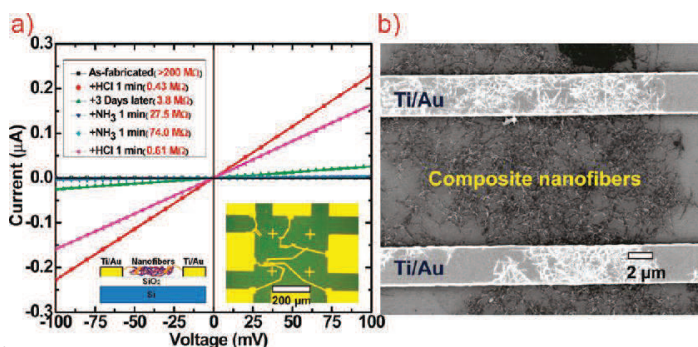 a)
0.3
0.2
0.1
0.0
-0.1
-0.2
-0.3
Current (μA)
As-fabricated(>200 MΩ)
+HCl 1 min(0.43 MΩ)
+3 Days later(3.8 MΩ)
+NH3 1 min(27.5 MΩ)
+NH3 1 min(74.0 MΩ)
+HCl 1 min(0.61 MΩ)
Ti/Au Nanofibers Ti/Au
SiO2
Si
200 μm
-100 -75 -50 -25 0 25 50 75 100
Voltage (mV)
b)
Ti/Au
Composite nanofibers
Ti/Au
2 μm